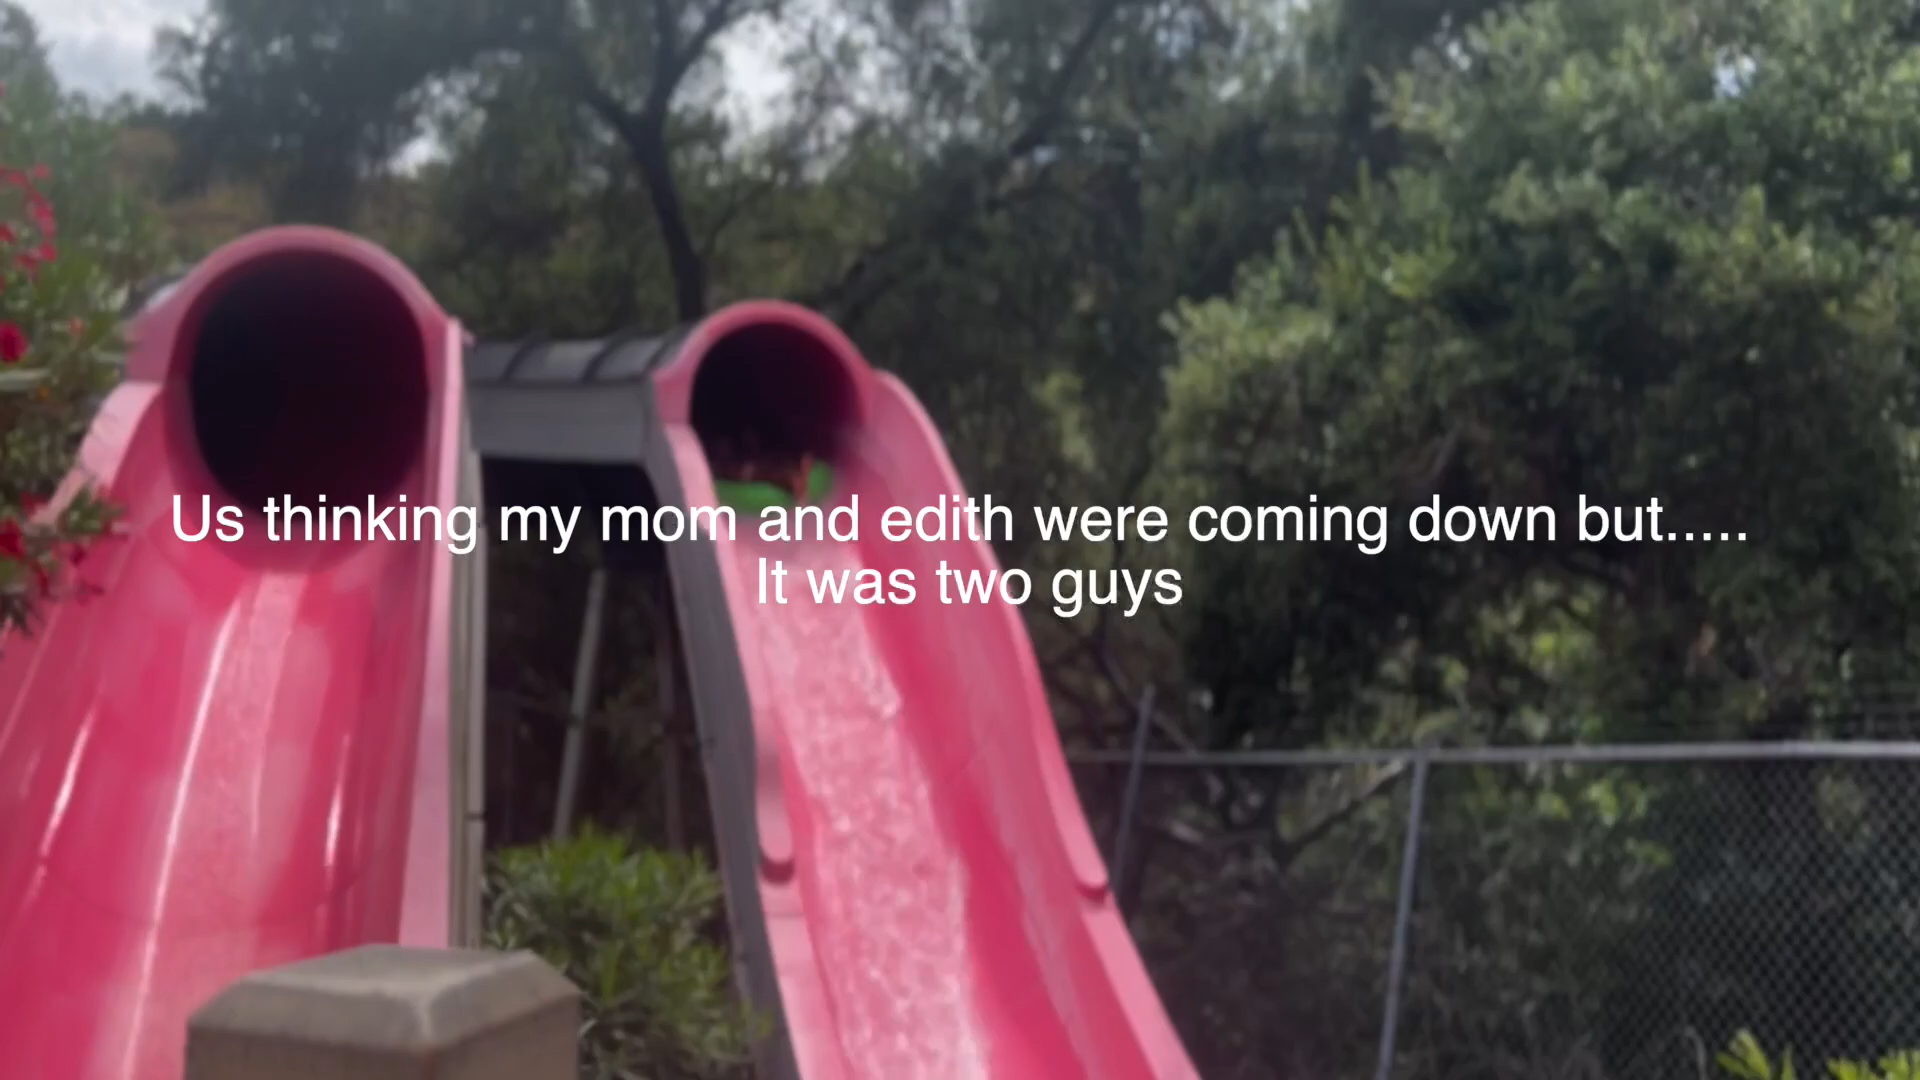 Us thinking my mom and edith were coming down but.....
It was two guys